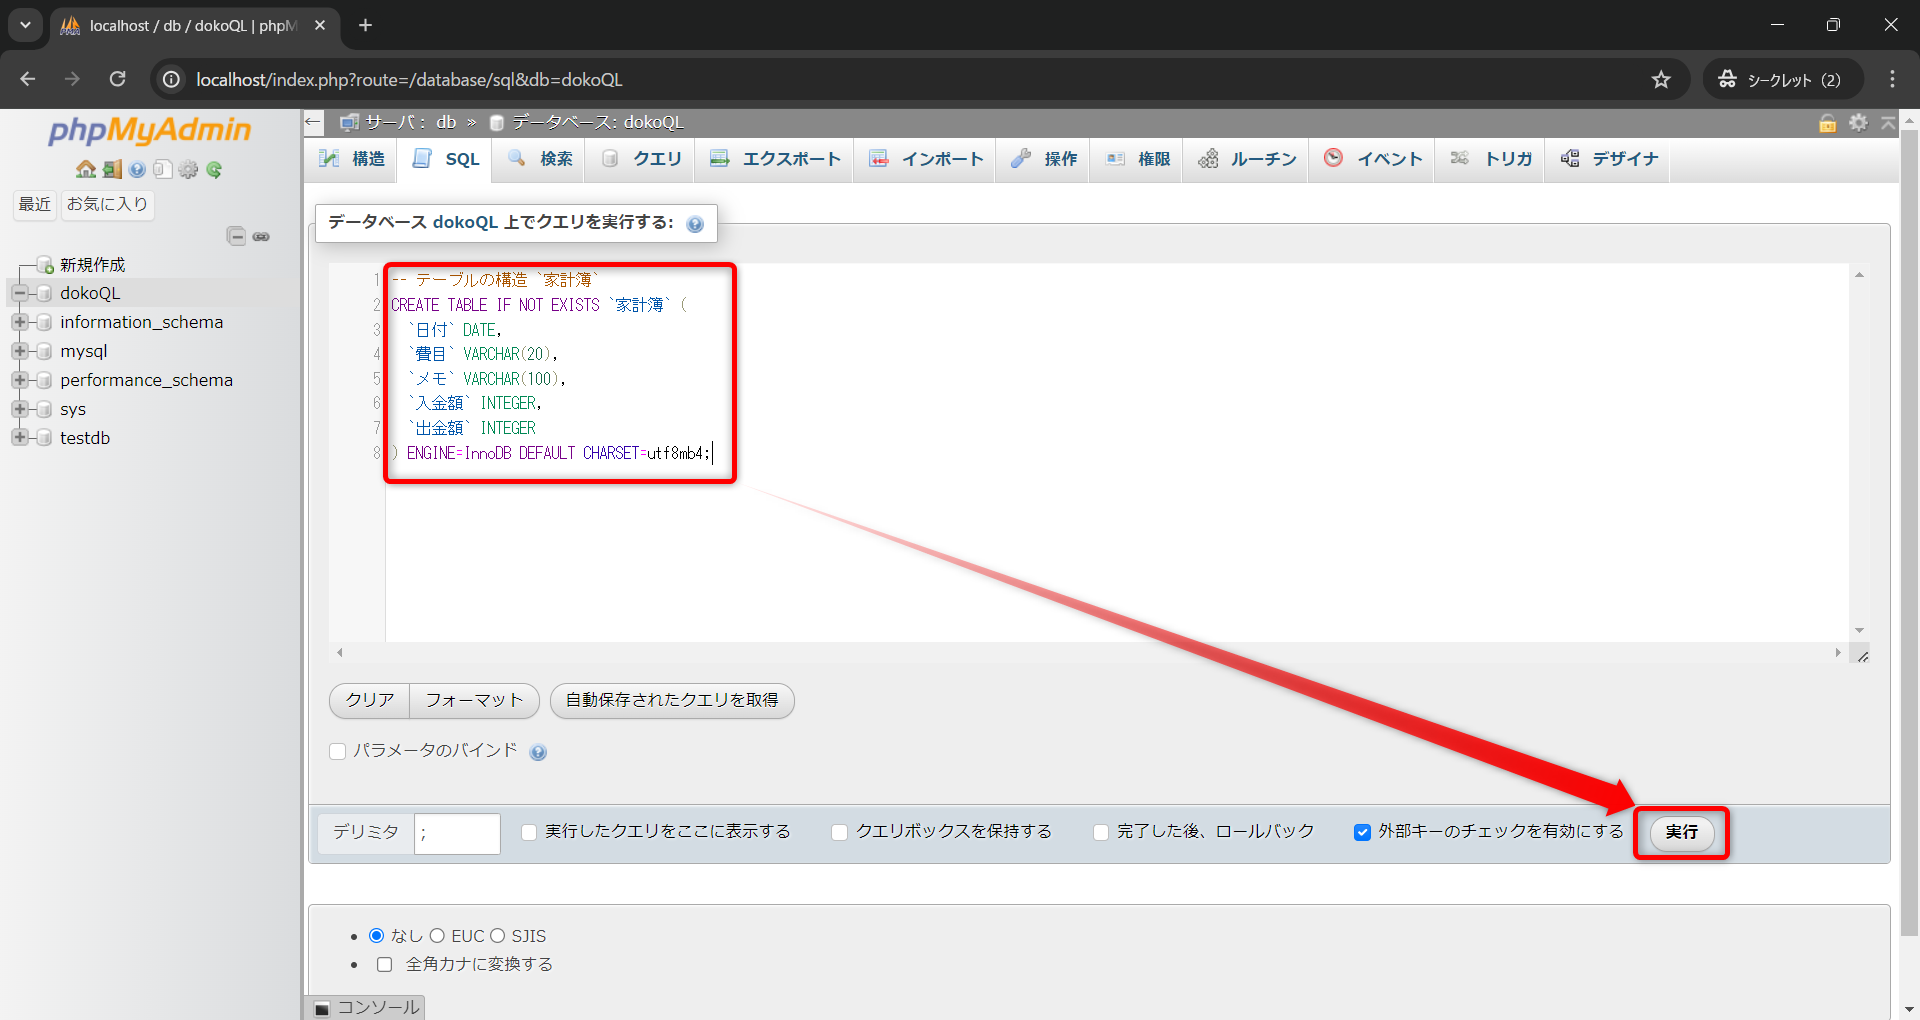 localhost / db / dokoQL | phpM
localhost/index.php?route=/database/sql&db=dokoQL
シークレット (2)
phpMyAdmin
最近 お気に入り
新規作成
dokoQL
information_schema
mysql
performance_schema
sys
testdb
サーバ: db » データベース: dokoQL
構造 SQL 検索 クエリ エクスポート インポート 操作 権限 ルーチン イベント トリガ デザイナ
データベース dokoQL 上でクエリを実行する:
1 -- テーブルの構造 `家計簿`
2 CREATE TABLE IF NOT EXISTS `家計簿` (
3 `日付` DATE,
4 `費目` VARCHAR(20),
5 `メモ` VARCHAR(100),
6 `入金額` INTEGER,
7 `出金額` INTEGER
8 ) ENGINE=InnoDB DEFAULT CHARSET=utf8mb4;
クリア フォーマット 自動保存されたクエリを取得
パラメータのバインド
デリミタ ; 実行したクエリをここに表示する クエリボックスを保持する 完了した後、ロールバック 外部キーのチェックを有効にする 実行
なし EUC SJIS
全角カナに変換する
コンソール